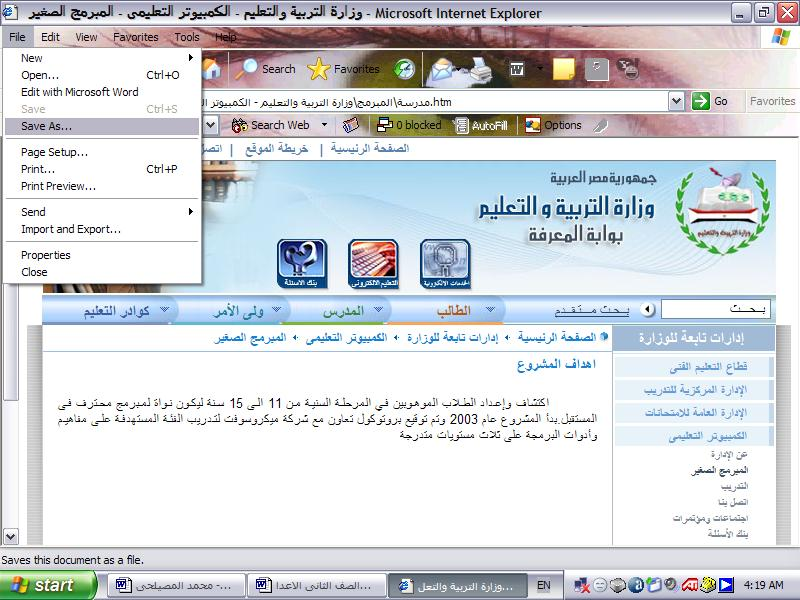 وزارة التربية والتعليم - الكمبيوتر التعليمى - المبرمج الصغير - Microsoft Internet Explorer
File Edit View Favorites Tools Help
New
Open... Ctrl+O
Edit with Microsoft Word
Save Ctrl+S
Save As...
Page Setup...
Print... Ctrl+P
Print Preview...
Send
Import and Export...
Properties
Close
Search Favorites
مدرسة\المبرمج\وزارة التربية والتعليم - الكمبيوتر التعليمى.htm Go Favorites
Search Web 0 blocked AutoFill Options
الصفحة الرئيسية | خريطة الموقع | اتصل
جمهورية مصر العربية
وزارة التربية و التعليم
بوابة المعرفة
وزارة التربية والتعليم
الخدمات الالكترونية
التعليم الالكترونى
بنك الاسئلة
بـحـث
بـحـث مـتـقـدم
الطالب
المدرس
ولى الأمر
كوادر التعليم
إدارات تابعة للوزارة
قطاع التعليم الفنى
الإدارة المركزية للتدريب
الإدارة العامة للامتحانات
الكمبيوتر التعليمى
عن الإدارة
المبرمج الصغير
التدريب
اتصل بنا
اجتماعات ومؤتمرات
بنك الأسئلة
الصفحة الرئيسية إدارات تابعة للوزارة الكمبيوتر التعليمى المبرمج الصغير
اهداف المشروع
اكتشاف وإعداد الطلاب الموهوبين في المرحلة السنية من 11 الى 15 سنة ليكون نواة لمبرمج محترف فى
المستقبل.بدأ المشروع عام 2003 وتم توقيع بروتوكول تعاون مع شركة ميكروسوفت لتدريب الفئة المستهدفة على مفاهيم
وأدوات البرمجة على ثلاث مستويات متدرجة
Saves this document as a file.
start
محمد المصيلحى - ...
الصف الثانى الاعدا...
وزارة التربية والتعل...
EN
4:19 AM